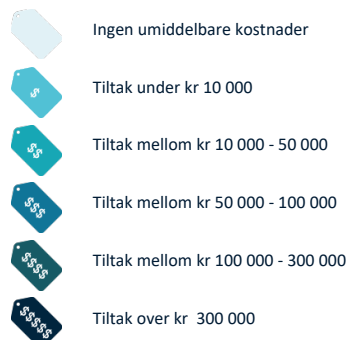 Ingen umiddelbare kostnader
$
Tiltak under kr 10 000
$$
Tiltak mellom kr 10 000 - 50 000
$$$
Tiltak mellom kr 50 000 - 100 000
$$$$
Tiltak mellom kr 100 000 - 300 000
$$$$$
Tiltak over kr  300 000